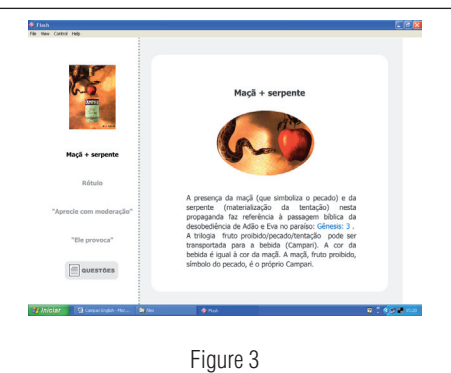 Flash
File View Control Help
Maçã + serpente
Rótulo
"Aprecie com moderação"
"Ele provoca"
QUESTÕES
Maçã + serpente
A presença da maçã (que simboliza o pecado) e da
serpente (materialização da tentação) nesta
propaganda faz referência à passagem bíblica da
desobediência de Adão e Eva no paraíso: Gênesis: 3 .
A trilogia fruto proibido/pecado/tentação pode ser
transportada para a bebida (Campari). A cor da
bebida é igual à cor da maçã. A maçã, fruto proibido,
símbolo do pecado, é o próprio Campari.
Iniciar
Flash
Figure 3